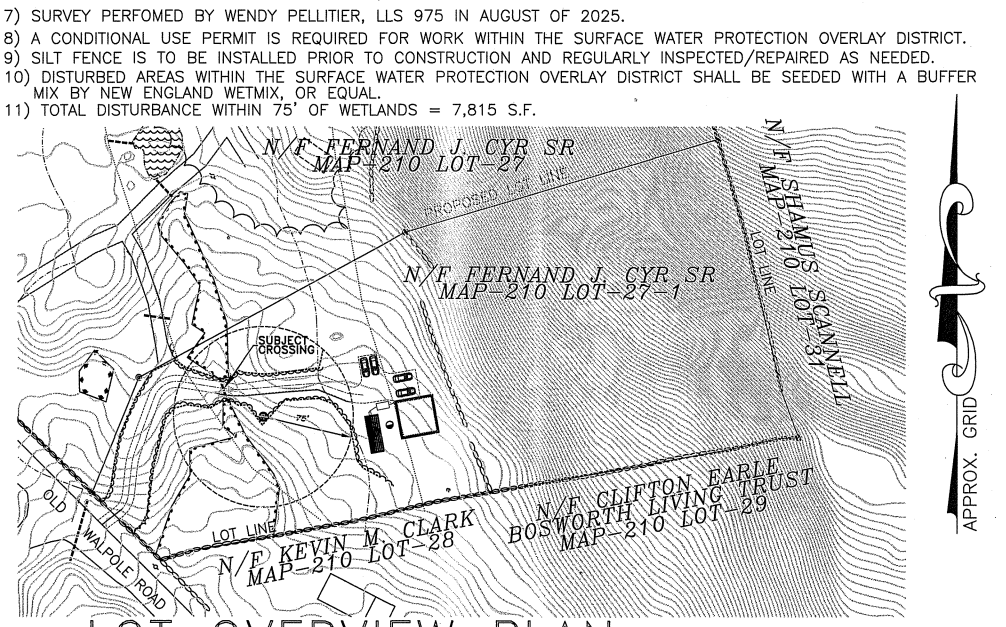 7) SURVEY PERFOMED BY WENDY PELLITIER, LLS 975 IN AUGUST OF 2025.
8) A CONDITIONAL USE PERMIT IS REQUIRED FOR WORK WITHIN THE SURFACE WATER PROTECTION OVERLAY DISTRICT.
9) SILT FENCE IS TO BE INSTALLED PRIOR TO CONSTRUCTION AND REGULARLY INSPECTED/REPAIRED AS NEEDED.
10) DISTURBED AREAS WITHIN THE SURFACE WATER PROTECTION OVERLAY DISTRICT SHALL BE SEEDED WITH A BUFFER
MIX BY NEW ENGLAND WETMIX, OR EQUAL.
11) TOTAL DISTURBANCE WITHIN 75' OF WETLANDS = 7,815 S.F.
N/F FERNAND J. CYR SR
MAP-210 LOT-27
PROPOSED LOT LINE
N/F SHAMUS SCANNELL
MAP-210 LOT-31
LOT LINE
N/F FERNAND J. CYR SR
MAP-210 LOT-27-1
SUBJECT
CROSSING
75'
APPROX. GRID
OLD
WALPOLE ROAD
LOT LINE
N/F KEVIN M. CLARK
MAP-210 LOT-28
N/F CLIFTON EARLE
BOSWORTH LIVING TRUST
MAP-210 LOT-29
LOT OVERVIEW PLAN